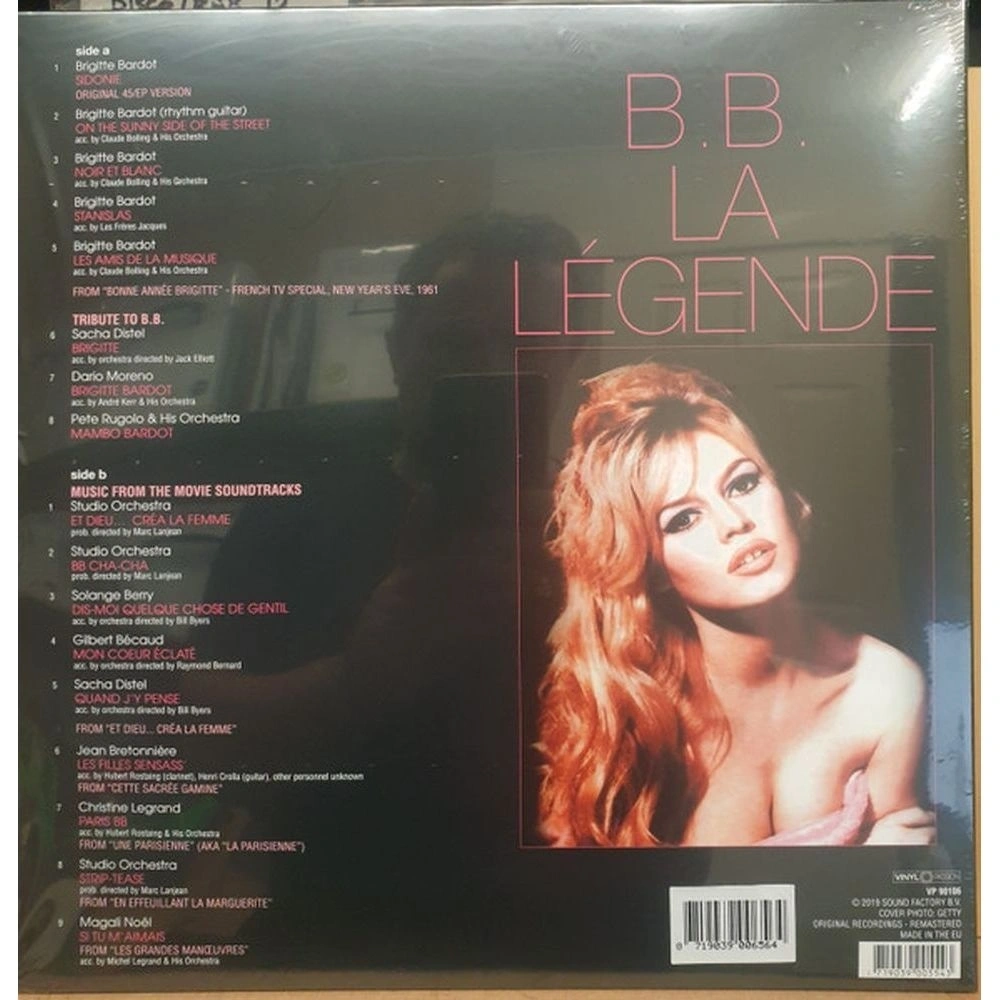 side a
1 Brigitte Bardot
SIDONIE
ORIGINAL 45/EP VERSION
2 Brigitte Bardot (rhythm guitar)
ON THE SUNNY SIDE OF THE STREET
acc. by Claude Bolling & His Orchestra
3 Brigitte Bardot
NOIR ET BLANC
acc. by Claude Bolling & His Orchestra
4 Brigitte Bardot
STANISLAS
acc. by Les Frères Jacques
5 Brigitte Bardot
LES AMIS DE LA MUSIQUE
acc. by Claude Bolling & His Orchestra
FROM "BONNE ANNÉE BRIGITTE" - FRENCH TV SPECIAL, NEW YEAR'S EVE, 1961
TRIBUTE TO B.B.
6 Sacha Distel
BRIGITTE
acc. by orchestra directed by Jack Elliott
7 Dario Moreno
BRIGITTE BARDOT
acc. by André Kerr & His Orchestra
8 Pete Rugolo & His Orchestra
MAMBO BARDOT
side b
MUSIC FROM THE MOVIE SOUNDTRACKS
1 Studio Orchestra
ET DIEU... CRÉA LA FEMME
prob. directed by Marc Lanjean
2 Studio Orchestra
BB CHA-CHA
prob. directed by Marc Lanjean
3 Solange Berry
DIS-MOI QUELQUE CHOSE DE GENTIL
acc. by orchestra directed by Bill Byers
4 Gilbert Bécaud
MON COEUR ÉCLATÉ
acc. by orchestra directed by Raymond Bernard
5 Sacha Distel
QUAND J'Y PENSE
acc. by orchestra directed by Bill Byers
FROM "ET DIEU... CRÉA LA FEMME"
6 Jean Bretonnière
LES FILLES SENSASS'
acc. by Hubert Rostaing (clarinet), Henri Crolla (guitar), other personnel unknown
FROM "CETTE SACRÉE GAMINE"
7 Christine Legrand
PARIS BB
acc. by Hubert Rostaing & His Orchestra
FROM "UNE PARISIENNE" (AKA "LA PARISIENNE")
8 Studio Orchestra
STRIP-TEASE
prob. directed by Marc Lanjean
FROM "EN EFFEUILLANT LA MARGUERITE"
9 Magali Noël
SI TU M'AIMAIS
FROM "LES GRANDES MANŒUVRES"
acc. by Michel Legrand & His Orchestra
B.B.
LA
LÉGENDE
VINYL PASSION
VP 90106
© 2019 SOUND FACTORY B.V.
COVER PHOTO: GETTY
ORIGINAL RECORDINGS - REMASTERED
MADE IN THE EU
8 719039 006564